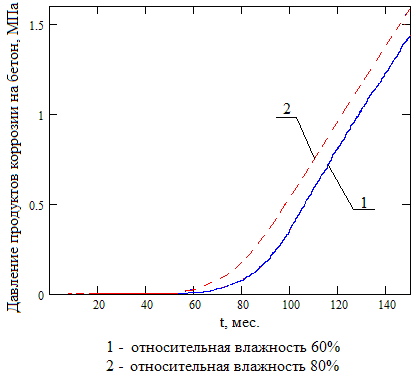 Давление продуктов коррозии на бетон, МПа
1.5
1
0.5
0
20 40 60 80 100 120 140
2
1
t, мес.
1 - относительная влажность 60%
2 - относительная влажность 80%